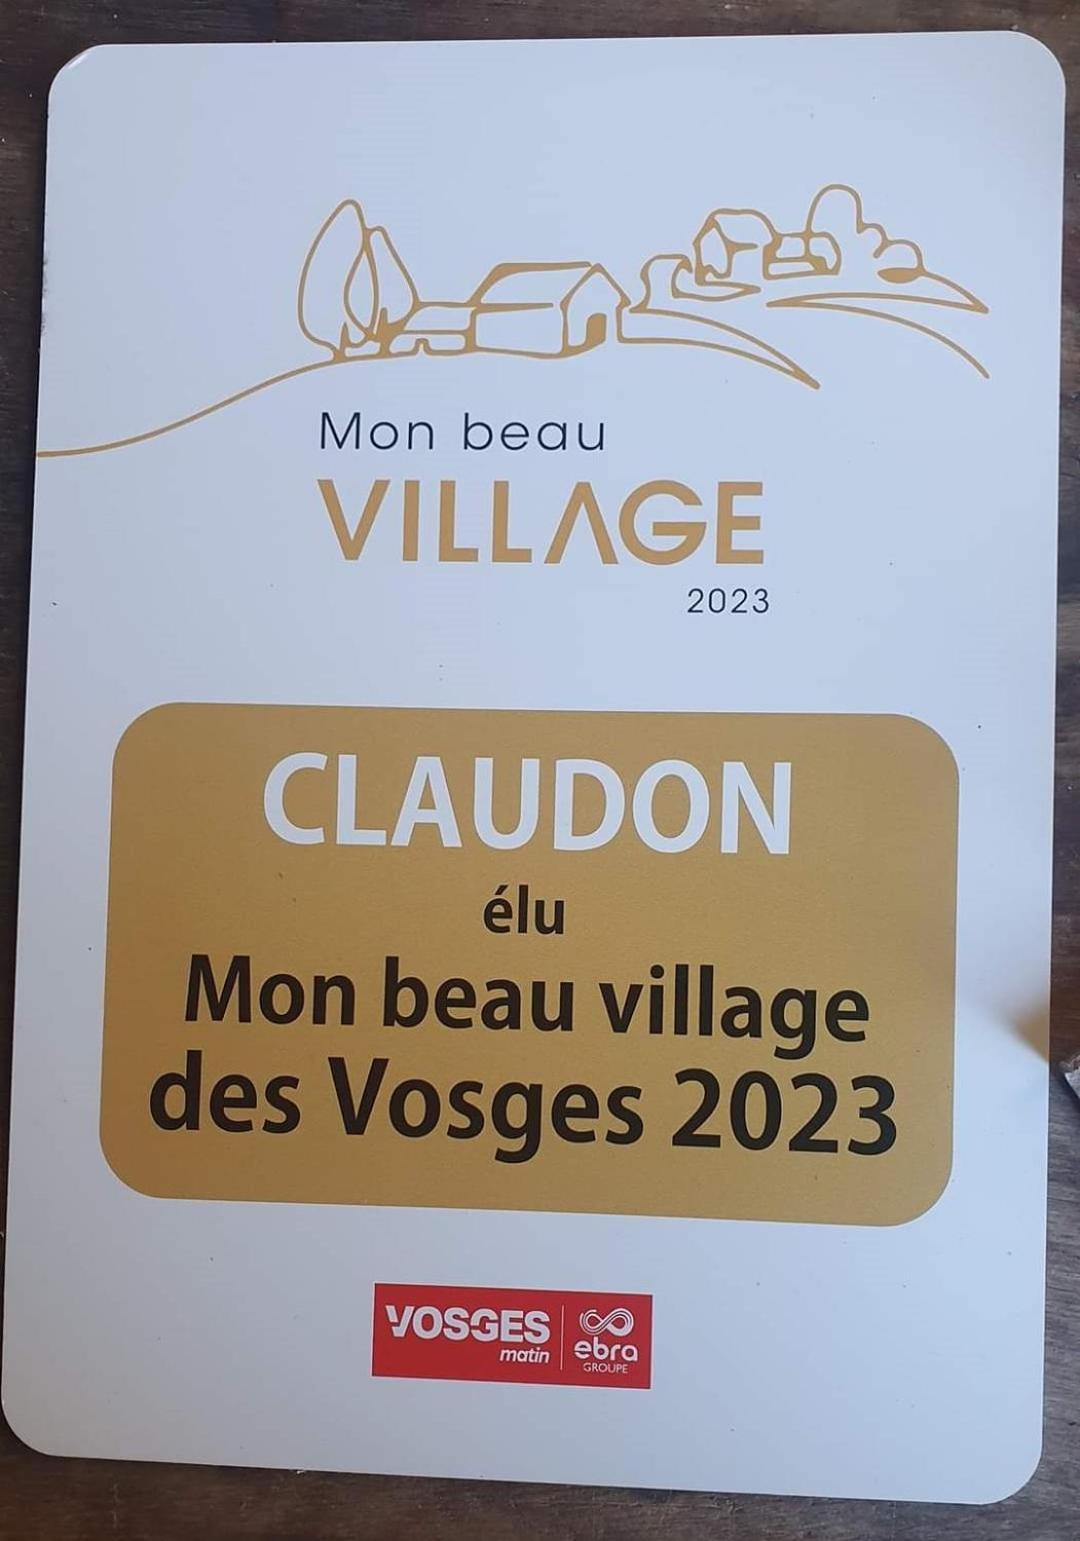 Mon beau
VILLAGE
2023
CLAUDON
élu
Mon beau village
des Vosges 2023
VOSGES
matin
ebra
GROUPE